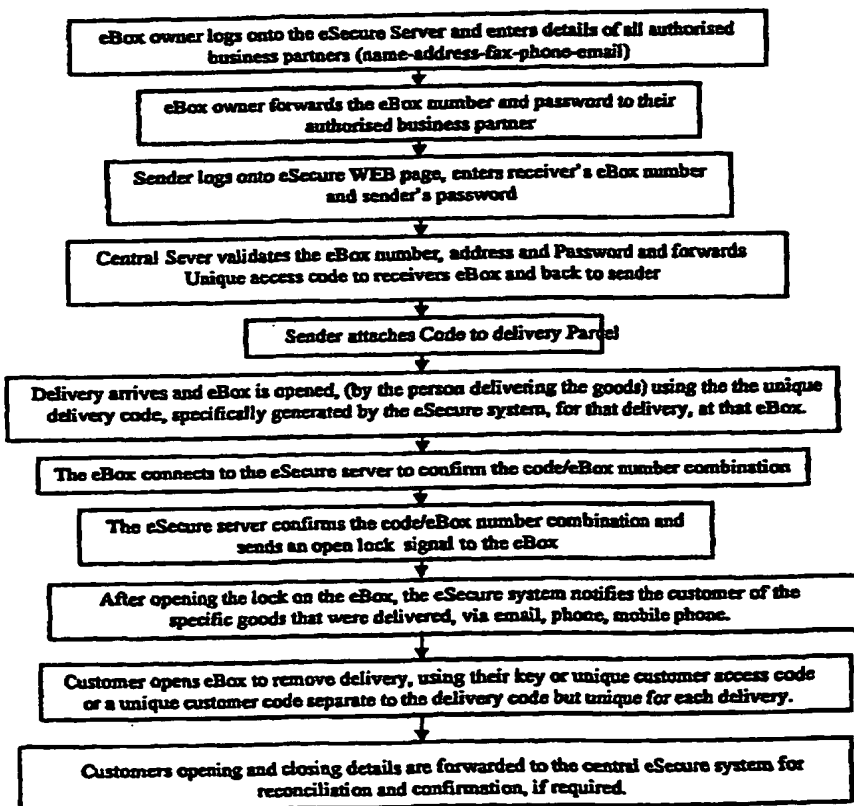 eBox owner logs onto the eSecure Server and enters details of all authorised
business partners (name-address-fax-phone-email)
eBox owner forwards the eBox number and password to their
authorised business partner
Sender logs onto eSecure WEB page, enters receiver's eBox number
and sender's password
Central Sever validates the eBox number, address and Password and forwards
Unique access code to receivers eBox and back to sender
Sender attaches Code to delivery Parcel
Delivery arrives and eBox is opened, (by the person delivering the goods) using the the unique
delivery code, specifically generated by the eSecure system, for that delivery, at that eBox.
The eBox connects to the eSecure server to confirm the code/eBox number combination
The eSecure server confirms the code/eBox number combination and
sends an open lock signal to the eBox
After opening the lock on the eBox, the eSecure system notifies the customer of the
specific goods that were delivered, via email, phone, mobile phone.
Customer opens eBox to remove delivery, using their key or unique customer access code
or a unique customer code separate to the delivery code but unique for each delivery.
Customers opening and closing details are forwarded to the central eSecure system for
reconciliation and confirmation, if required.